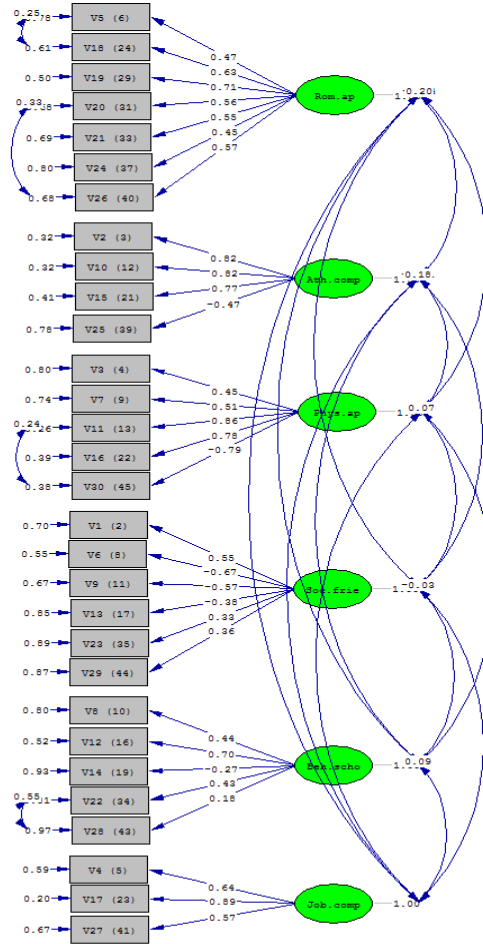 0.25
V5 (6)
0.47
0.61 V18 (24)
0.63
0.50 V19 (29)
0.71
Rom.ap
-0.20
0.33
V20 (31)
0.56
0.69 V21 (33)
0.55
0.80 V24 (37)
0.45
0.68 V26 (40)
0.57
0.32 V2 (3)
0.82
0.32 V10 (12)
0.82
Ath.comp
-0.18
0.41 V15 (21)
0.77
0.78 V25 (39)
-0.47
0.80 V3 (4)
0.45
0.74 V7 (9)
0.51
Phys.ap
0.07
0.24
V11 (13)
0.86
0.39 V16 (22)
0.78
0.38 V30 (45)
-0.79
0.70 V1 (2)
0.55
0.55 V6 (8)
-0.67
0.67 V9 (11)
-0.57
Soc.frie
-0.03
0.85 V13 (17)
-0.38
0.89 V23 (35)
0.33
0.87 V29 (44)
0.36
0.80 V8 (10)
0.44
0.52 V12 (16)
0.70
0.93 V14 (19)
-0.27
Beh.scho
0.09
0.55
V22 (34)
0.43
0.97 V28 (43)
0.18
0.59 V4 (5)
0.64
0.20 V17 (23)
0.89
Job.comp
1.00
0.67 V27 (41)
0.57